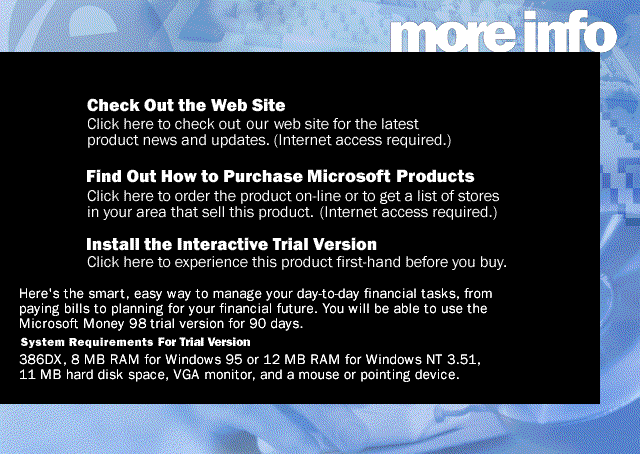 more info
Check Out the Web Site
Click here to check out our web site for the latest
product news and updates. (Internet access required.)
Find Out How to Purchase Microsoft Products
Click here to order the product on-line or to get a list of stores
in your area that sell this product. (Internet access required.)
Install the Interactive Trial Version
Click here to experience this product first-hand before you buy.
Here's the smart, easy way to manage your day-to-day financial tasks, from
paying bills to planning for your financial future. You will be able to use the
Microsoft Money 98 trial version for 90 days.
System Requirements For Trial Version
386DX, 8 MB RAM for Windows 95 or 12 MB RAM for Windows NT 3.51,
11 MB hard disk space, VGA monitor, and a mouse or pointing device.